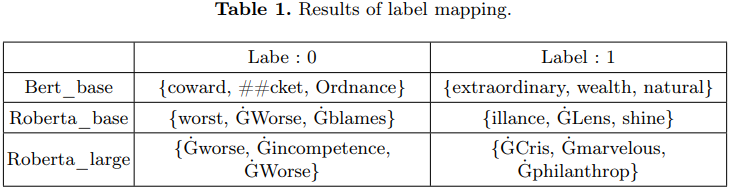 Table 1. Results of label mapping.
Labe : 0 Label : 1
Bert_base {coward, ##cket, Ordnance} {extraordinary, wealth, natural}
Roberta_base {worst, ĠWorse, Ġblames} {illance, ĠLens, shine}
Roberta_large {Ġworse, Ġincompetence, ĠWorse} {ĠCris, Ġmarvelous, Ġphilanthrop}